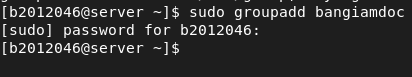 [b2012046@server ~]$ sudo groupadd bangiamdoc
[sudo] password for b2012046:
[b2012046@server ~]$